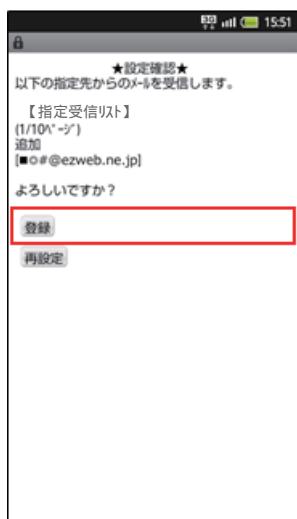 3G 15:51
★設定確認★
以下の指定先からのﾒｰﾙを受信します。
【指定受信ﾘｽﾄ】
(1/10ﾍﾟｰｼﾞ)
追加
[■○#@ezweb.ne.jp]
よろしいですか？
登録
再設定